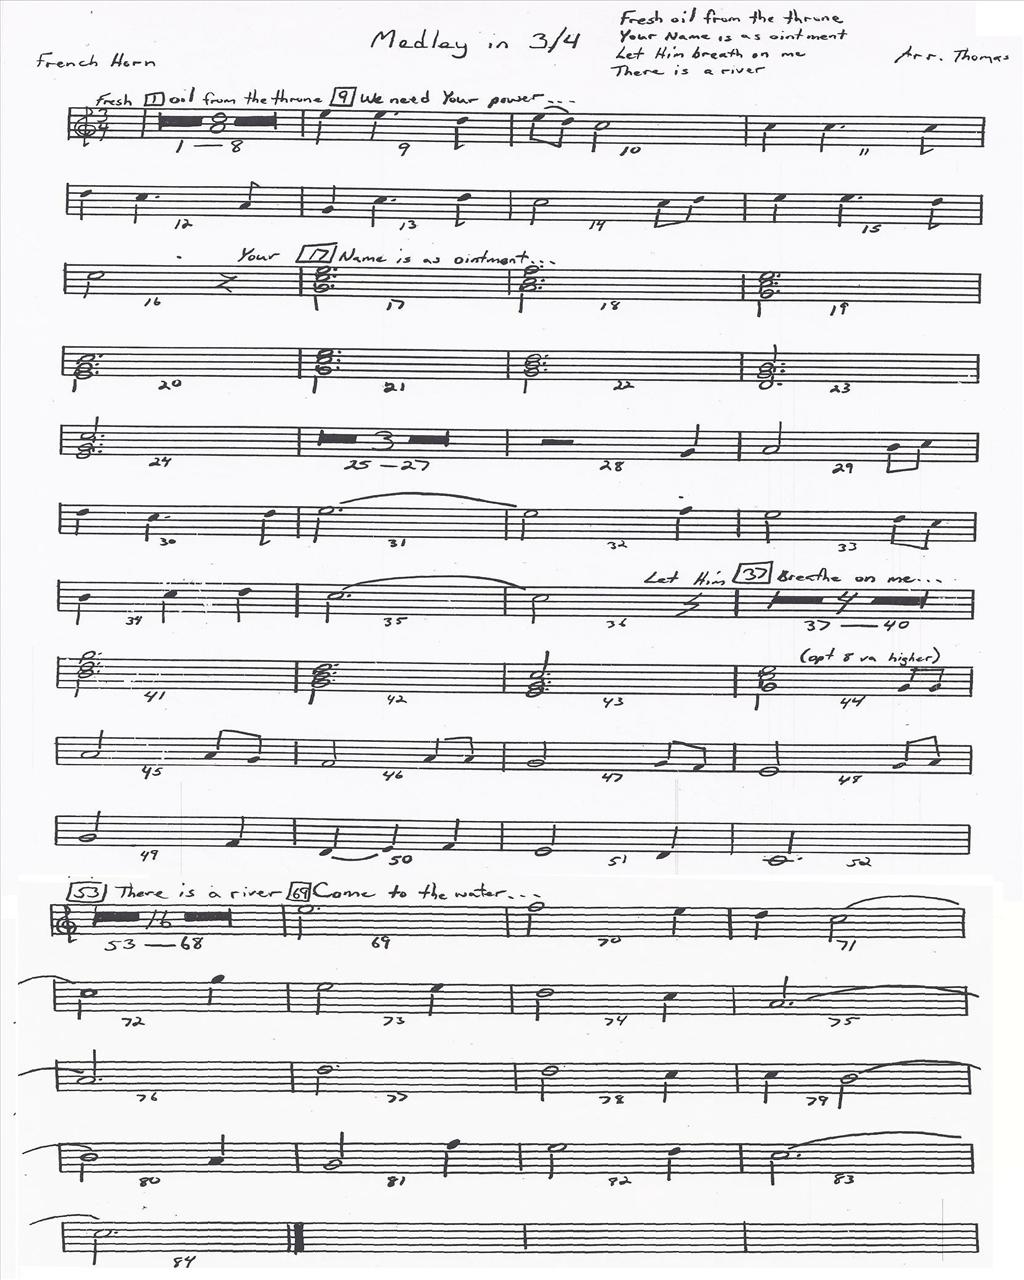 Fresh oil from the throne
Your Name is as ointment
Let Him breath on me
There is a river
Medley in 3/4
French Horn
Arr. Thomas
Fresh 1 oil from the throne 9 We need Your power...
3/4 8
1 — 8 9 10 11
12 13 14 15
Your 17 Name is as ointment...
16 17 18 19
20 21 22 23
3
24 25 — 27 28 29
30 31 32 33
Let Him 37 Breathe on me...
4
34 35 36 37 — 40
(opt 8 va higher)
41 42 43 44
45 46 47 48
49 50 51 52
53 There is a river 69 Come to the water...
16
53 — 68 69 70 71
72 73 74 75
76 77 78 79
80 81 82 83
84